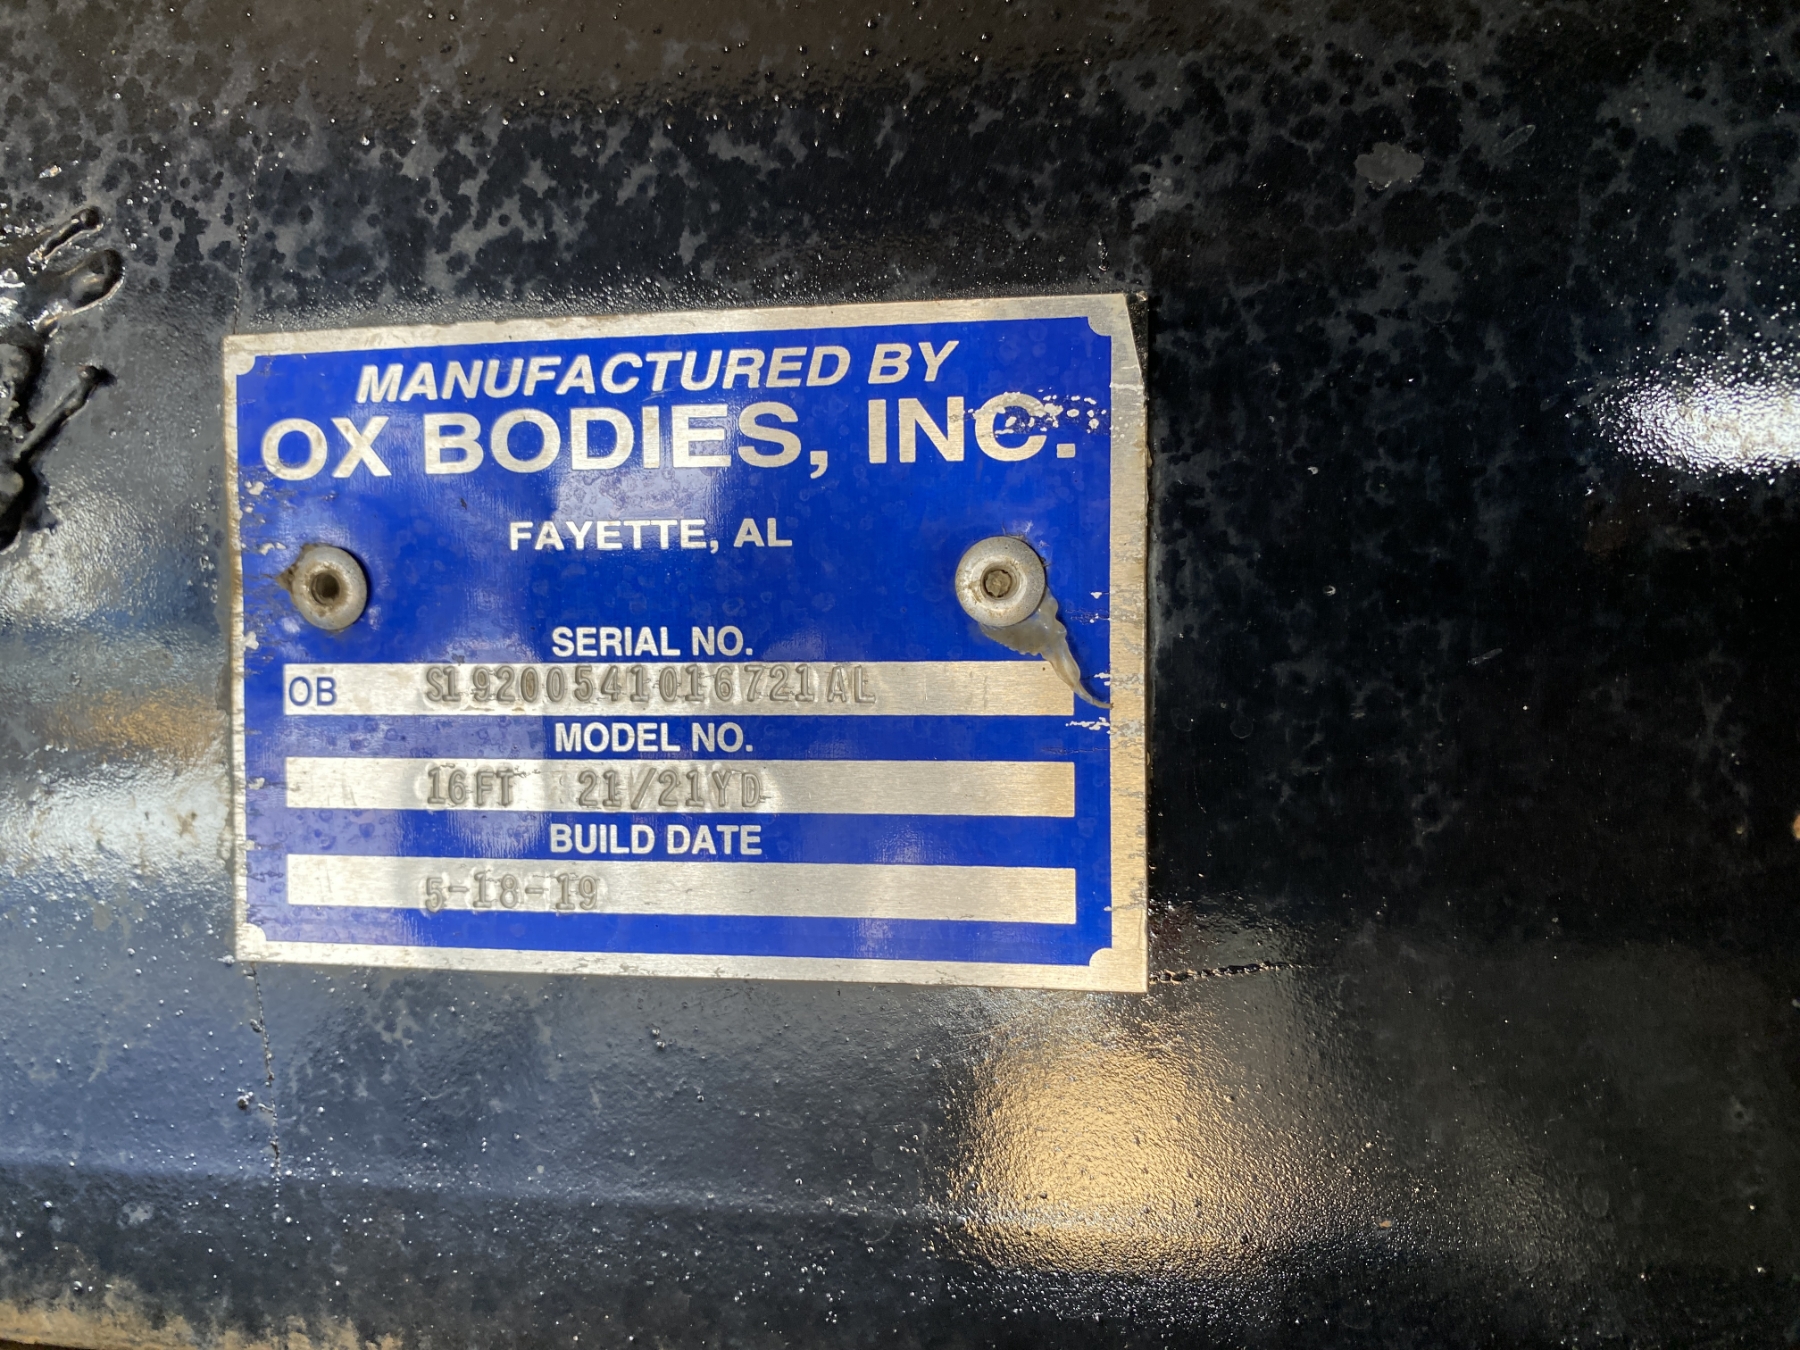 MANUFACTURED BY
OX BODIES, INC.
FAYETTE, AL
SERIAL NO.
OB S19200541016721AL
MODEL NO.
16FT 21/21YD
BUILD DATE
5-18-19